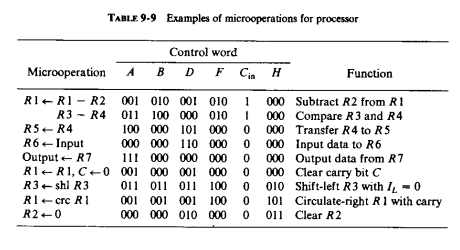 TABLE 9-9 Examples of microoperations for processor
Control word
Microoperation A B D F Cin H Function
R1 ← R1 − R2 001 010 001 010 1 000 Subtract R2 from R1
R3 − R4 011 100 000 010 1 000 Compare R3 and R4
R5 ← R4 100 000 101 000 0 000 Transfer R4 to R5
R6 ← Input 000 000 110 000 0 000 Input data to R6
Output ← R7 111 000 000 000 0 000 Output data from R7
R1 ← R1, C ← 0 001 000 001 000 0 000 Clear carry bit C
R3 ← shl R3 011 011 011 100 0 010 Shift-left R3 with IL = 0
R1 ← crc R1 001 001 001 100 0 101 Circulate-right R1 with carry
R2 ← 0 000 000 010 000 0 011 Clear R2